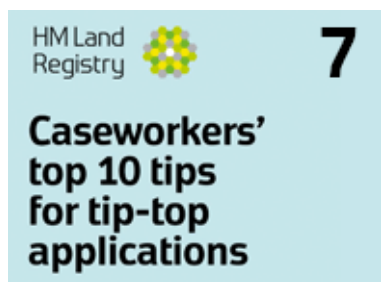 HM Land
Registry
7
Caseworkers’
top 10 tips
for tip-top
applications